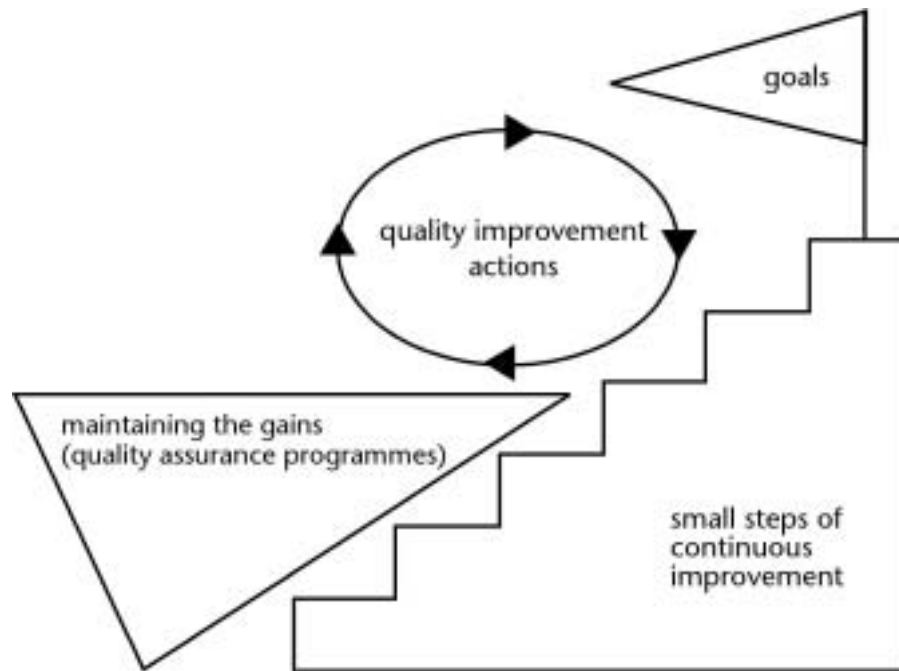 goals
quality improvement
actions
maintaining the gains
(quality assurance programmes)
small steps of
continuous
improvement